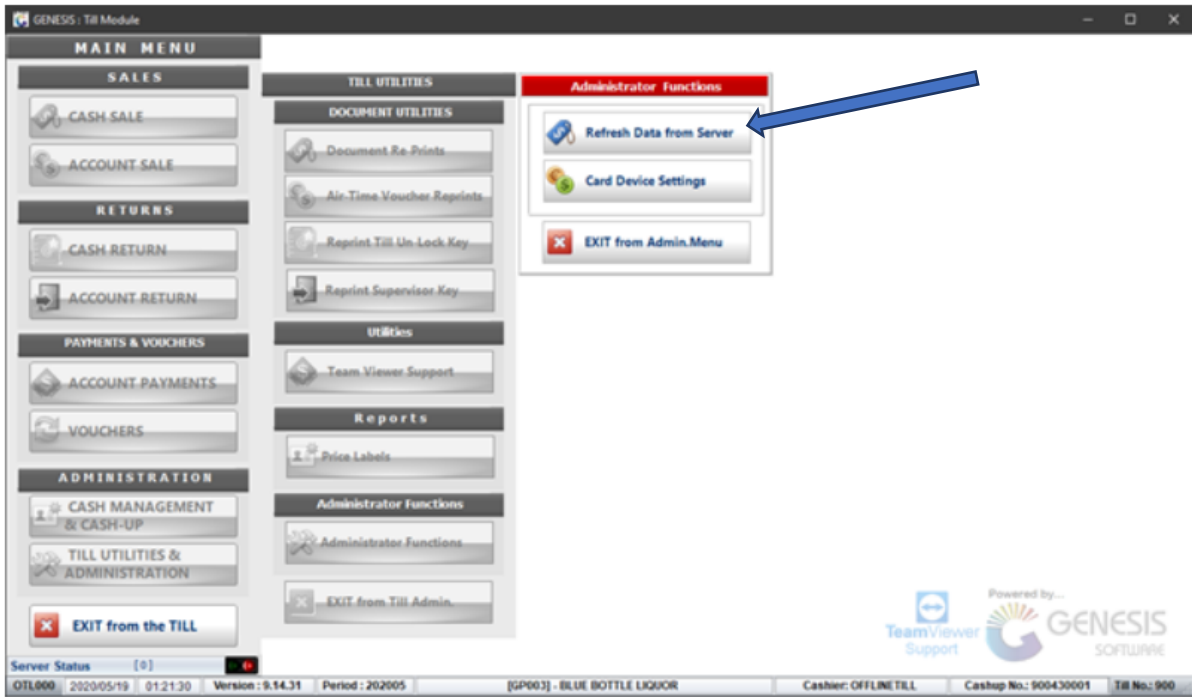 GENESIS : Till Module
MAIN MENU
SALES
CASH SALE
ACCOUNT SALE
RETURNS
CASH RETURN
ACCOUNT RETURN
PAYMENTS & VOUCHERS
ACCOUNT PAYMENTS
VOUCHERS
ADMINISTRATION
CASH MANAGEMENT
& CASH-UP
TILL UTILITIES &
ADMINISTRATION
EXIT from the TILL
TILL UTILITIES
DOCUMENT UTILITIES
Document Re-Prints
Air-Time Voucher Reprints
Reprint Till Un-Lock Key
Reprint Supervisor Key
Utilities
Team Viewer Support
Reports
Price Labels
Administrator Functions
Administrator Functions
EXIT from Till Admin.
Administrator Functions
Refresh Data from Server
Card Device Settings
EXIT from Admin.Menu
TeamViewer
Support
Powered by...
GENESIS
SOFTWARE
Server Status [0]
OTL000 2020/05/19 01:21:30 Version : 9.14.31 Period : 202005 [GP003] - BLUE BOTTLE LIQUOR Cashier: OFFLINETILL Cashup No.: 900430001 Till No.: 900